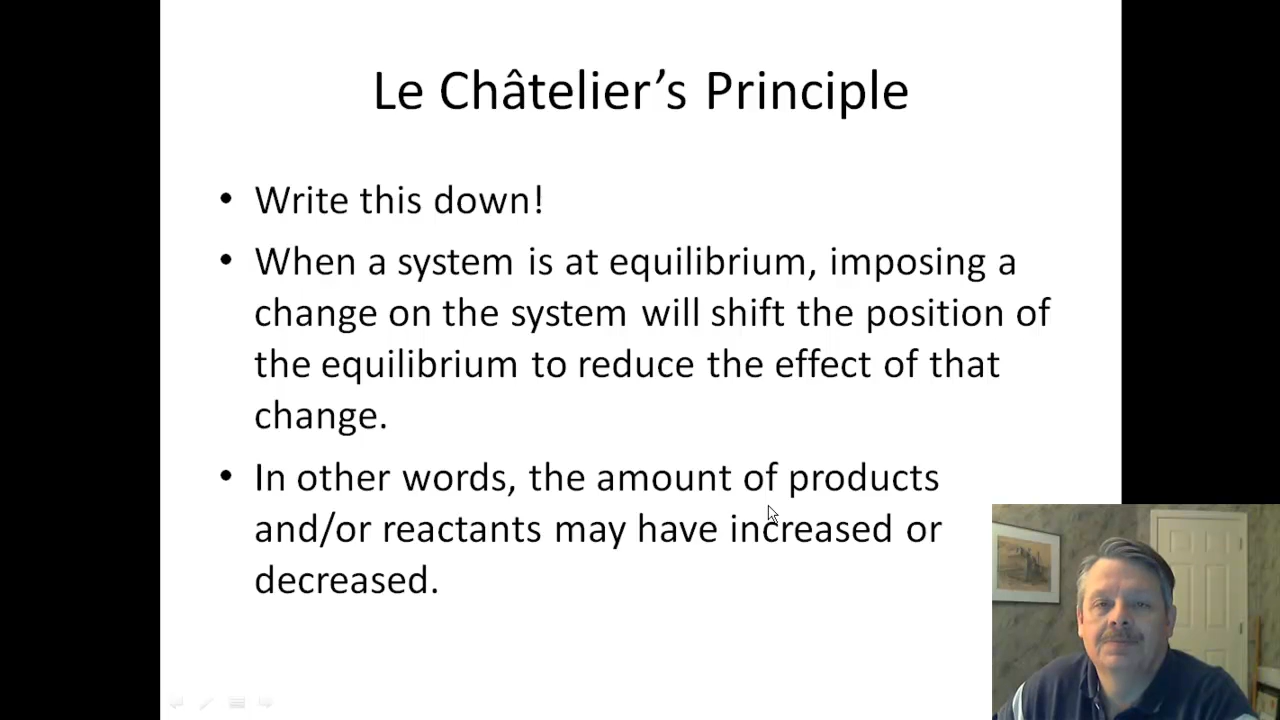 Le Châtelier’s Principle
• Write this down!
• When a system is at equilibrium, imposing a
change on the system will shift the position of
the equilibrium to reduce the effect of that
change.
• In other words, the amount of products
and/or reactants may have increased or
decreased.